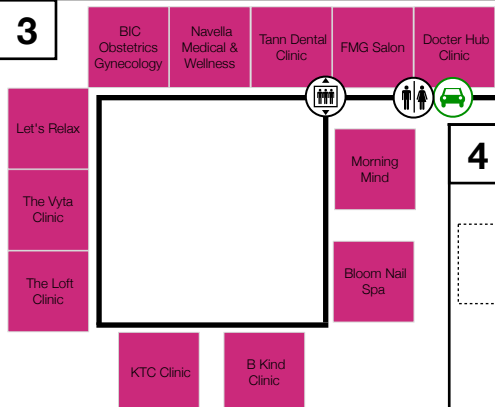 3
BIC
Obstetrics
Gynecology
Navella
Medical &
Wellness
Tann Dental
Clinic
FMG Salon
Docter Hub
Clinic
Let's Relax
Morning
Mind
4
The Vyta
Clinic
The Loft
Clinic
Bloom Nail
Spa
KTC Clinic
B Kind
Clinic